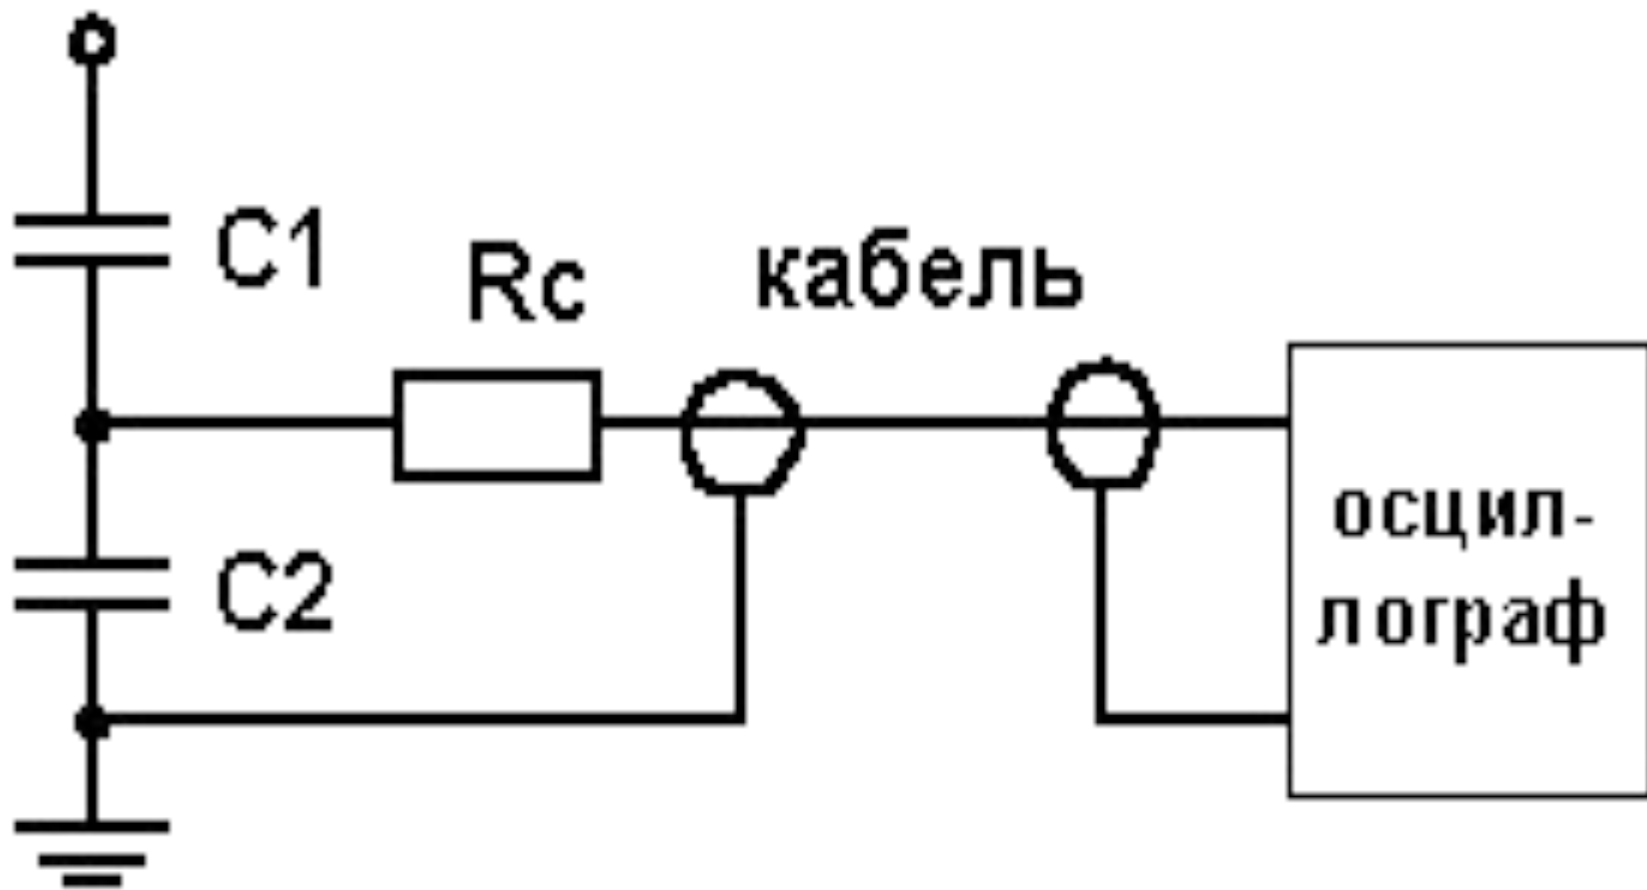 C1
Rc
кабель
C2
осцил-
лограф